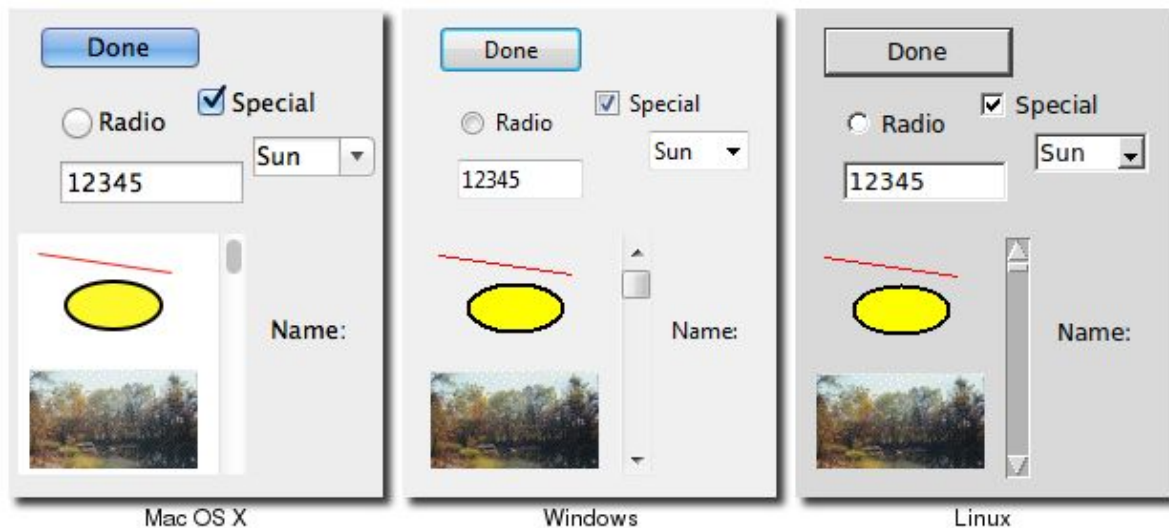 Done
Special
Radio
Sun
12345
Name:
Mac OS X
Done
Special
Radio
Sun
12345
Name:
Windows
Done
Special
Radio
Sun
12345
Name:
Linux